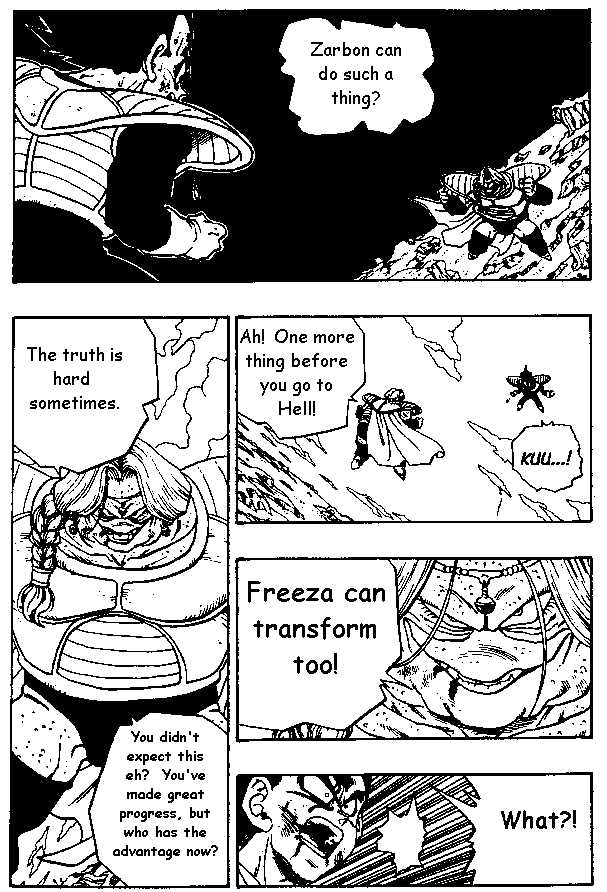 Zarbon can
do such a
thing?
The truth is
hard
sometimes.
You didn't
expect this
eh? You've
made great
progress, but
who has the
advantage now?
Ah! One more
thing before
you go to
Hell!
KUU...!
Freeza can
transform
too!
What?!